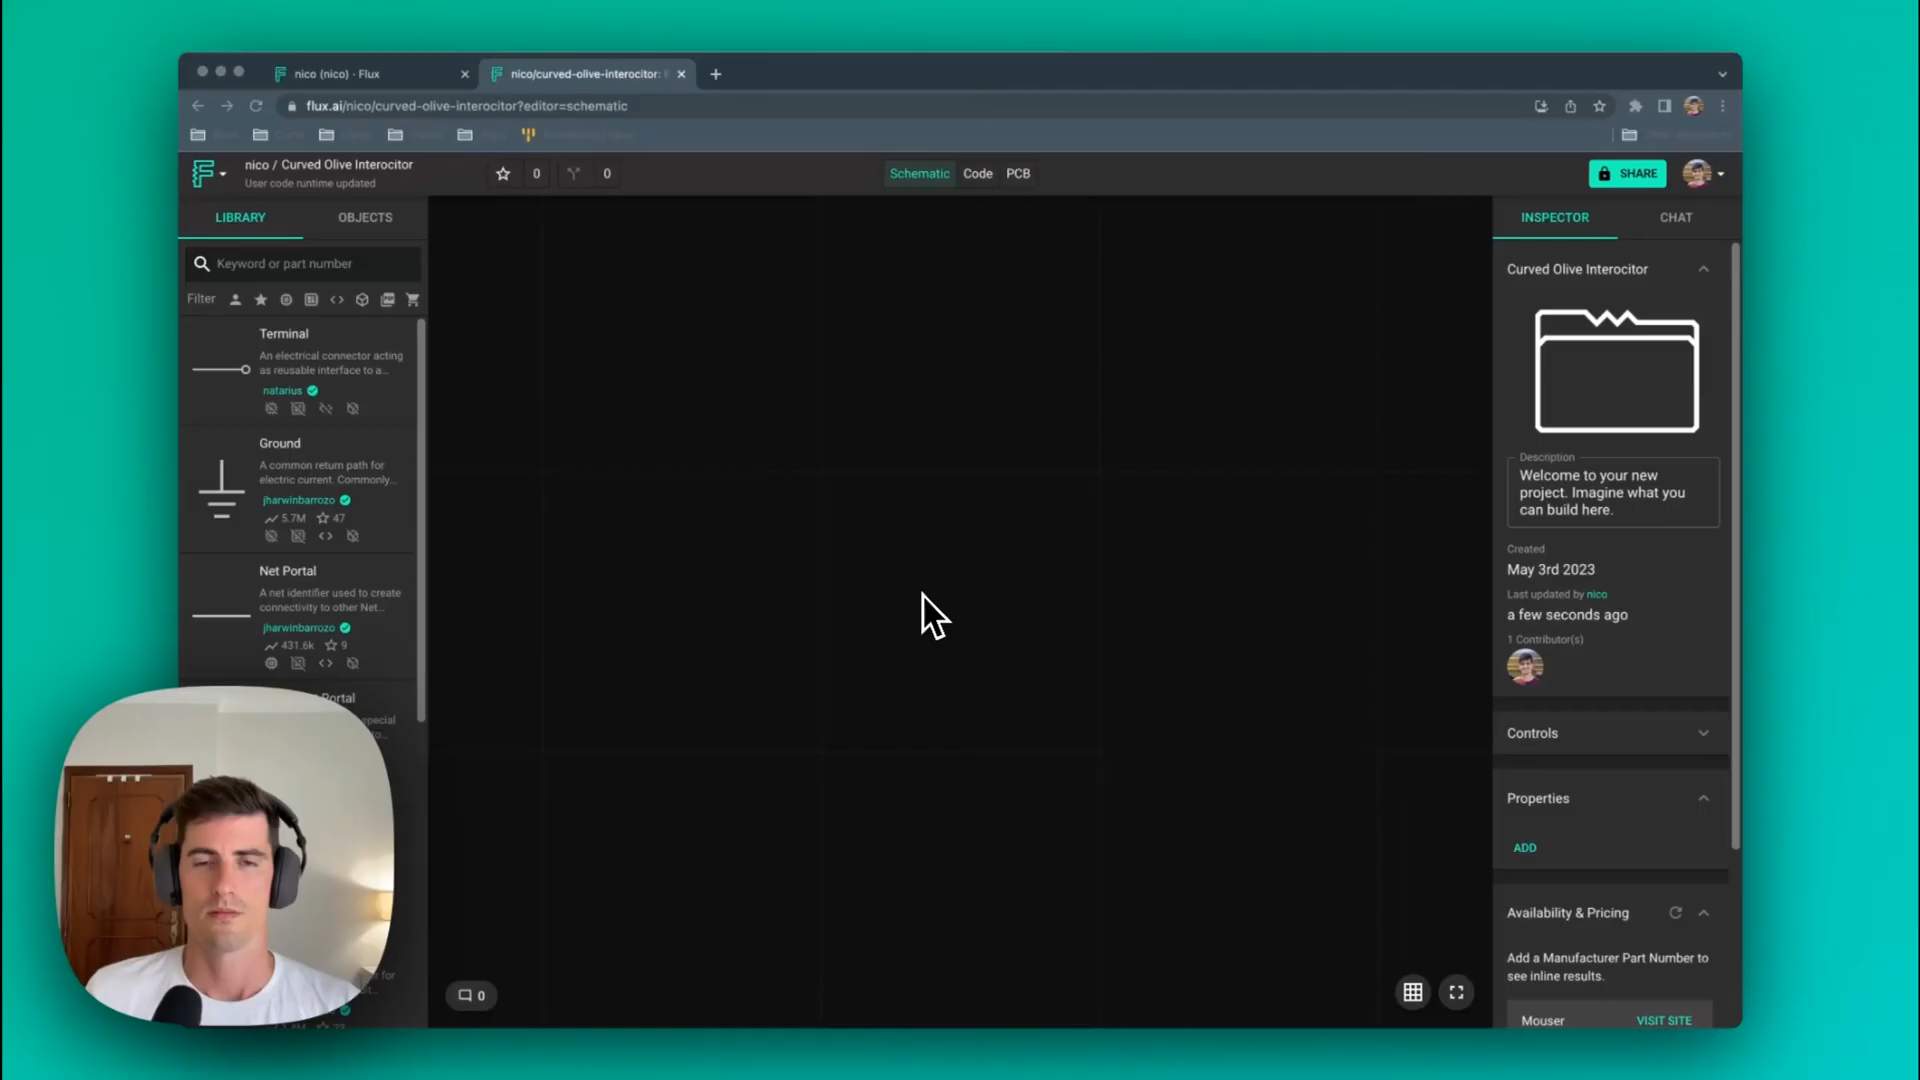 nico (nico) - Flux
nico/curved-olive-interocitor:
flux.ai/nico/curved-olive-interocitor?editor=schematic
nico / Curved Olive Interocitor
User code runtime updated
0
0
Schematic
Code
PCB
SHARE
LIBRARY
OBJECTS
Keyword or part number
Filter
Terminal
An electrical connector acting
as reusable interface to a...
natarius
Ground
A common return path for
electric current. Commonly...
jharwinbarrozo
5.7M
47
Net Portal
A net identifier used to create
connectivity to other Net...
jharwinbarrozo
431.6k
9
Portal
special
to...
for
0
INSPECTOR
CHAT
Curved Olive Interocitor
Description
Welcome to your new
project. Imagine what you
can build here.
Created
May 3rd 2023
Last updated by nico
a few seconds ago
1 Contributor(s)
Controls
Properties
ADD
Availability & Pricing
Add a Manufacturer Part Number to
see inline results.
Mouser
VISIT SITE